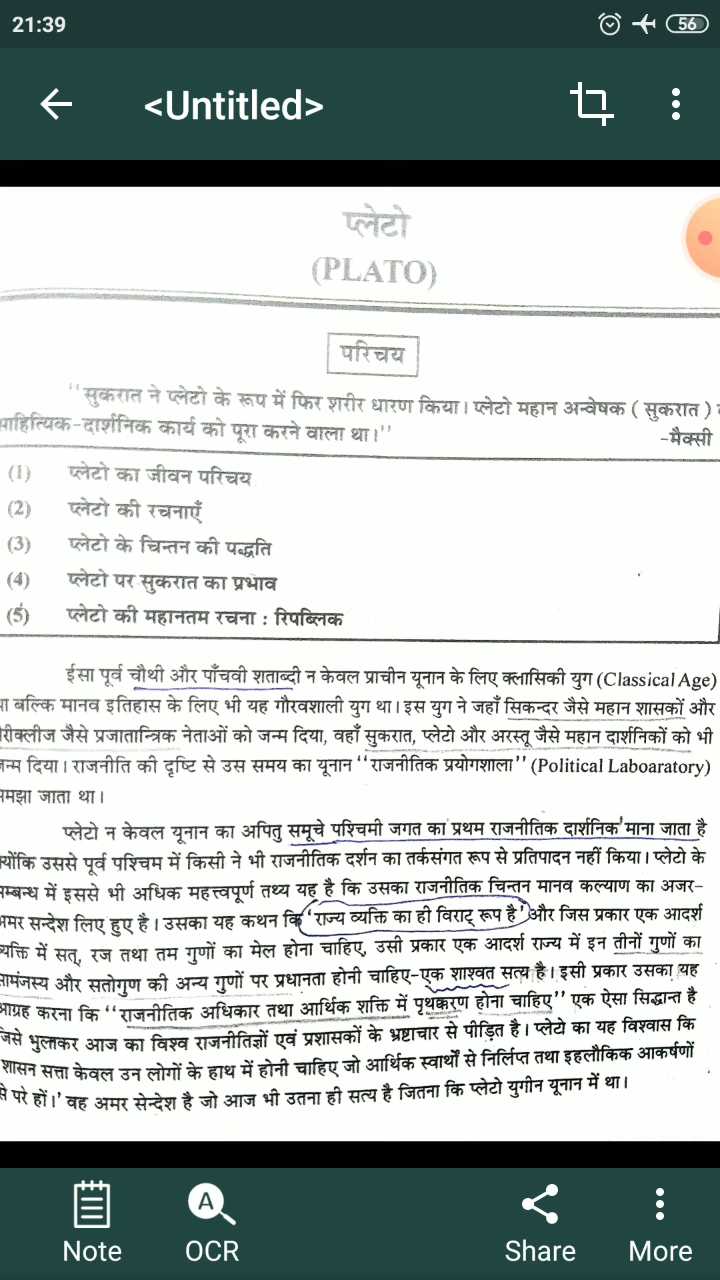 21:39
56
<Untitled>
प्लेटो
(PLATO)
परिचय
‘‘सुकरात ने प्लेटो के रूप में फिर शरीर धारण किया। प्लेटो महान अन्वेषक ( सुकरात )
दार्शनिक कार्य को पूरा करने वाला था।’’ -मैक्सी
(1) प्लेटो का जीवन परिचय
(2) प्लेटो की रचनाएँ
(3) प्लेटो के चिन्तन की पद्धति
(4) प्लेटो पर सुकरात का प्रभाव
(5) प्लेटो की महानतम रचना : रिपब्लिक
ईसा पूर्व चौथी और पाँचवी शताब्दी न केवल प्राचीन यूनान के लिए क्लासिकी युग (Classical Age)
बल्कि मानव इतिहास के लिए भी यह गौरवशाली युग था। इस युग ने जहाँ सिकन्दर जैसे महान शासकों और
जैसे प्रजातान्त्रिक नेताओं को जन्म दिया, वहाँ सुकरात, प्लेटो और अरस्तू जैसे महान दार्शनिकों को भी
दिया। राजनीति की दृष्टि से उस समय का यूनान ‘‘राजनीतिक प्रयोगशाला’’ (Political Laboaratory)
जाता था।
प्लेटो न केवल यूनान का अपितु समूचे पश्चिमी जगत का प्रथम राजनीतिक दार्शनिक माना जाता है
उससे पूर्व पश्चिम में किसी ने भी राजनीतिक दर्शन का तर्कसंगत रूप से प्रतिपादन नहीं किया। प्लेटो के
में इससे भी अधिक महत्त्वपूर्ण तथ्य यह है कि उसका राजनीतिक चिन्तन मानव कल्याण का अजर-
सन्देश लिए हुए है। उसका यह कथन कि ‘राज्य व्यक्ति का ही विराट् रूप है’ और जिस प्रकार एक आदर्श
में सत्, रज तथा तम गुणों का मेल होना चाहिए, उसी प्रकार एक आदर्श राज्य में इन तीनों गुणों का
और सतोगुण की अन्य गुणों पर प्रधानता होनी चाहिए-एक शाश्वत सत्य है। इसी प्रकार उसका यह
करना कि ‘‘राजनीतिक अधिकार तथा आर्थिक शक्ति में पृथक्करण होना चाहिए’’ एक ऐसा सिद्धान्त है
भुलाकर आज का विश्व राजनीतिज्ञों एवं प्रशासकों के भ्रष्टाचार से पीड़ित है। प्लेटो का यह विश्वास कि
शासन सत्ता केवल उन लोगों के हाथ में होनी चाहिए जो आर्थिक स्वार्थों से निर्लिप्त तथा इहलौकिक आकर्षणों
से परे हों।’ वह अमर सन्देश है जो आज भी उतना ही सत्य है जितना कि प्लेटो युगीन यूनान में था।
A
Note OCR Share More